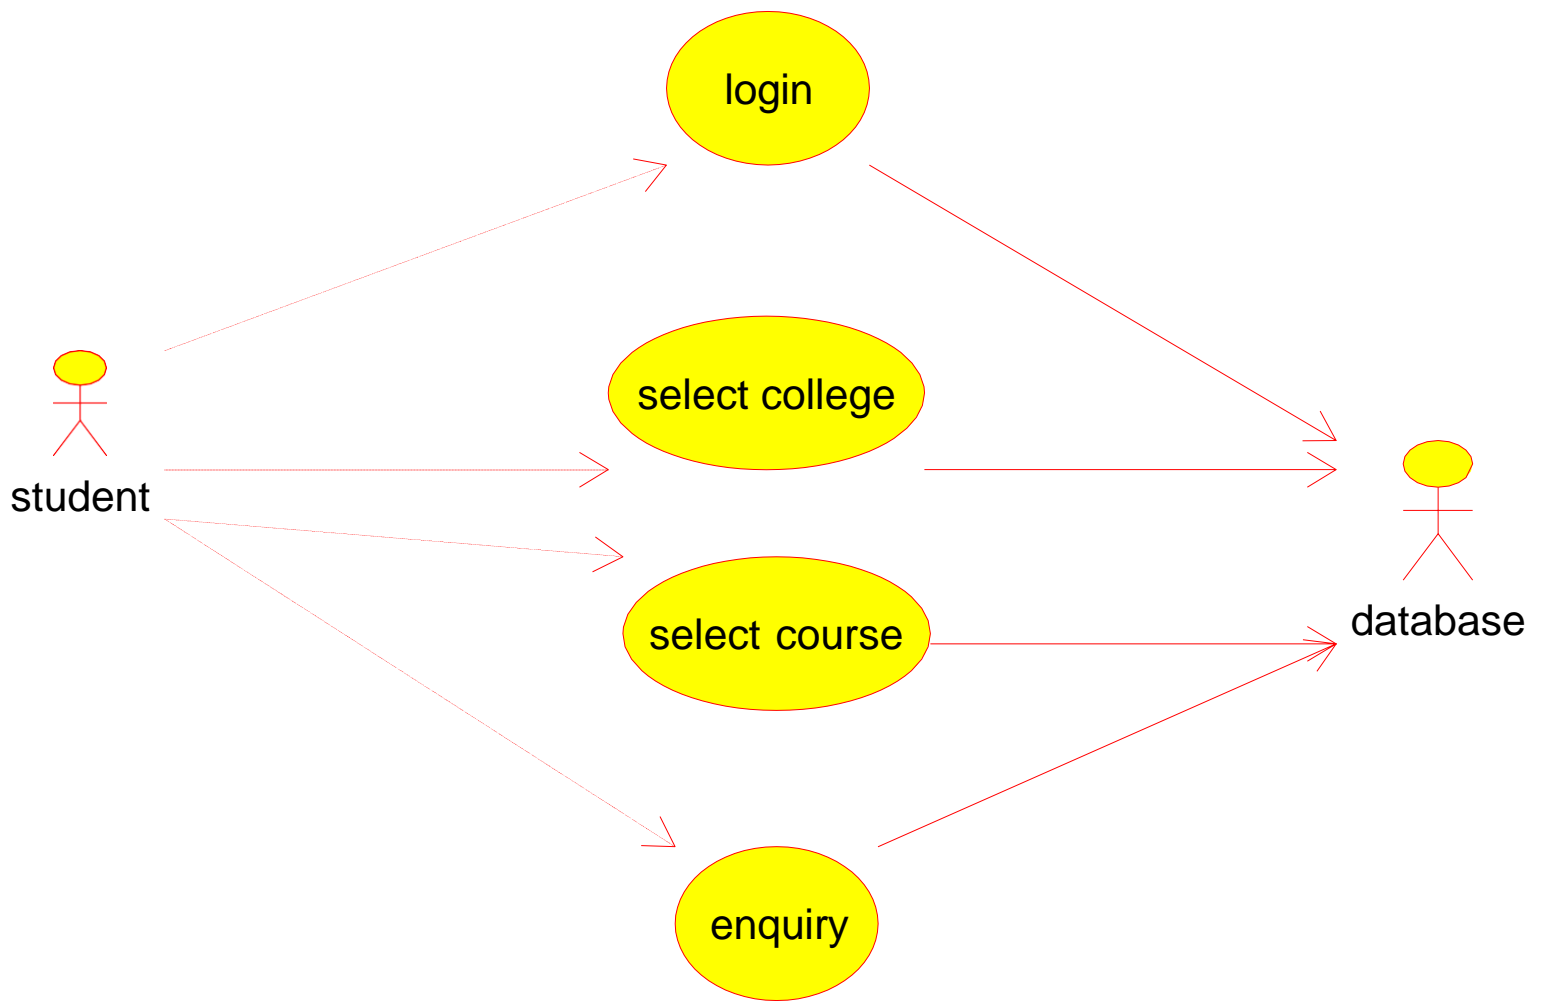 login
select college
student
select course
database
enquiry